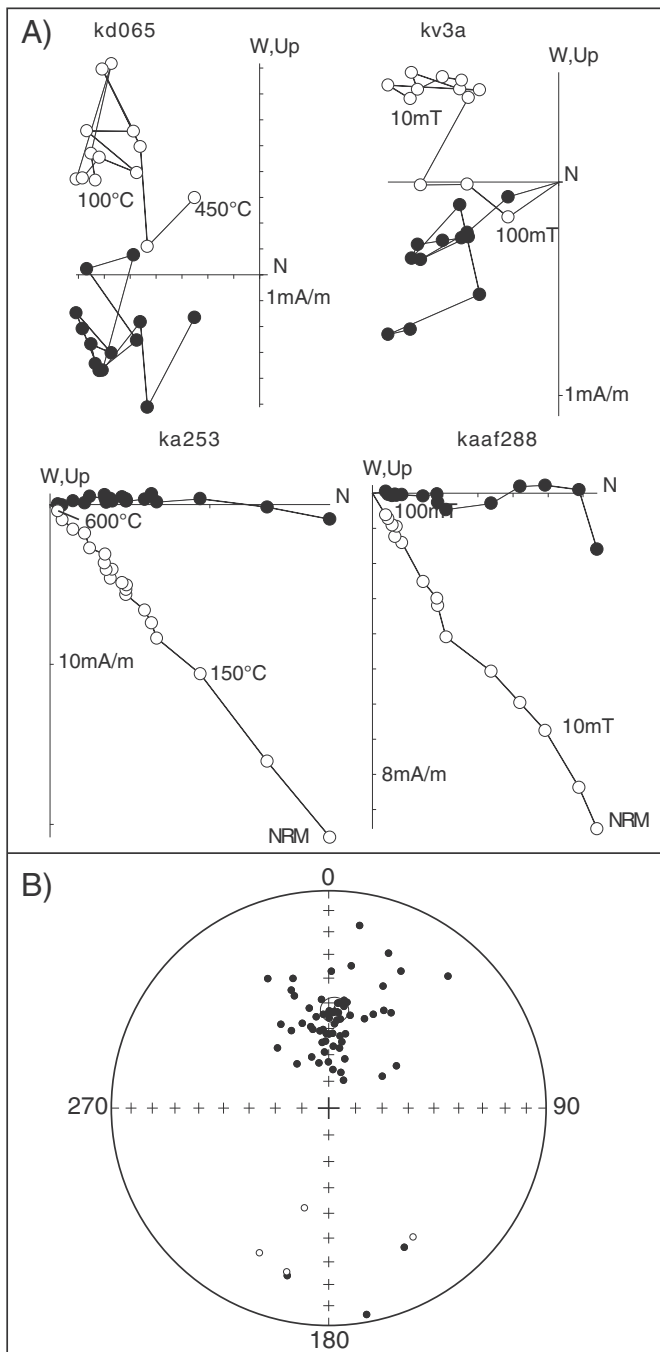 A)
kd065
W,Up
100°C
450°C
N
1mA/m
kv3a
W,Up
10mT
N
100mT
1mA/m
ka253
W,Up
N
600°C
10mA/m
150°C
NRM
kaaf288
W,Up
N
100mT
10mT
8mA/m
NRM
B)
0
270
90
180